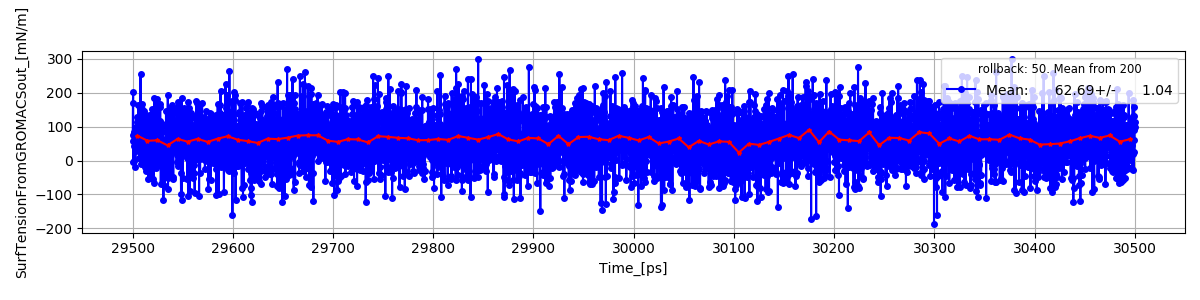 SurfTensionFromGROMACSout_[mN/m]
300
200
100
0
−100
−200
rollback: 50 Mean from 200
Mean: 62.69+/- 1.04
29500 29600 29700 29800 29900 30000 30100 30200 30300 30400 30500
Time_[ps]